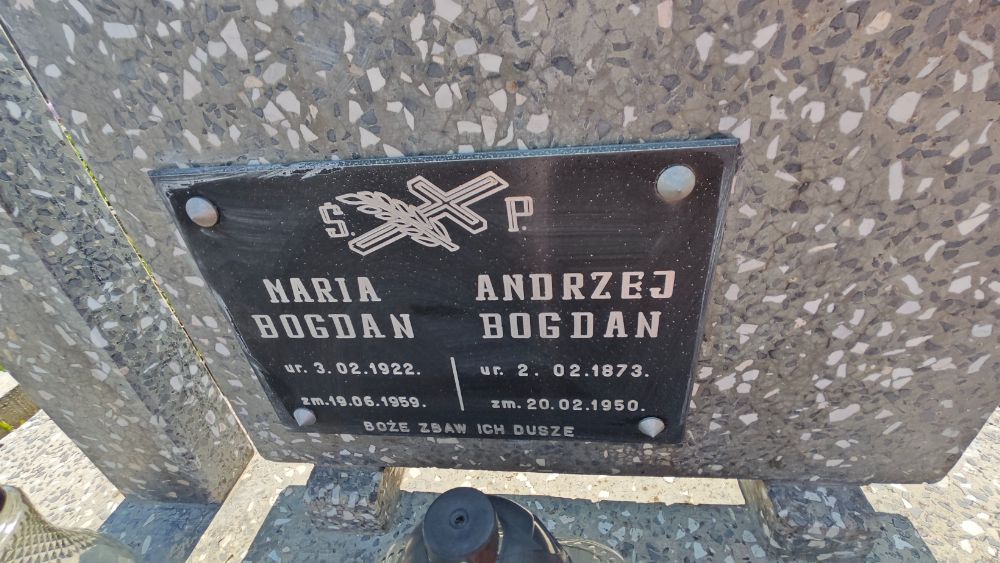 Ś. P.
MARIA
BOGDAN
ur. 3.02.1922.
zm.19.06.1959.
ANDRZEJ
BOGDAN
ur. 2. 02.1873.
zm. 20.02.1950.
BOŻE ZBAW ICH DUSZE